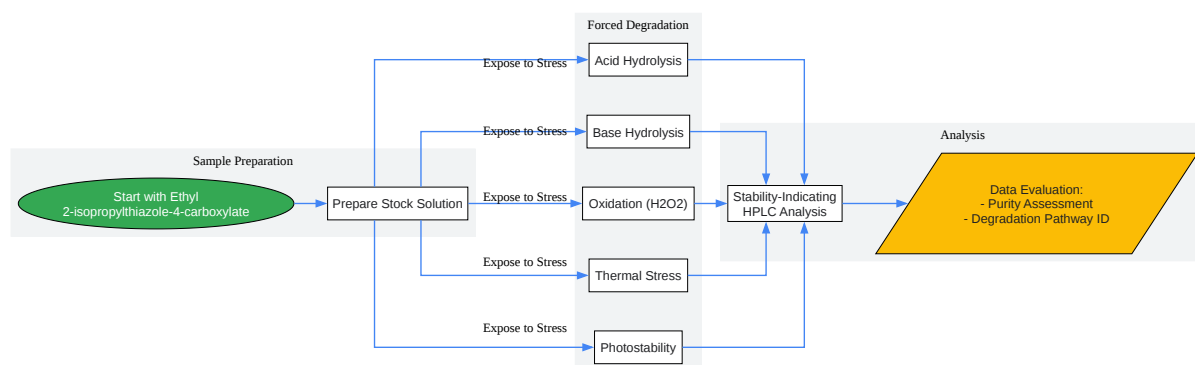 Forced Degradation
Expose to Stress
Acid Hydrolysis
Expose to Stress
Base Hydrolysis
Analysis
Sample Preparation
Start with Ethyl
2-isopropylthiazole-4-carboxylate
Prepare Stock Solution
Expose to Stress
Oxidation (H2O2)
Stability-Indicating
HPLC Analysis
Data Evaluation:
- Purity Assessment
- Degradation Pathway ID
Expose to Stress
Thermal Stress
Expose to Stress
Photostability